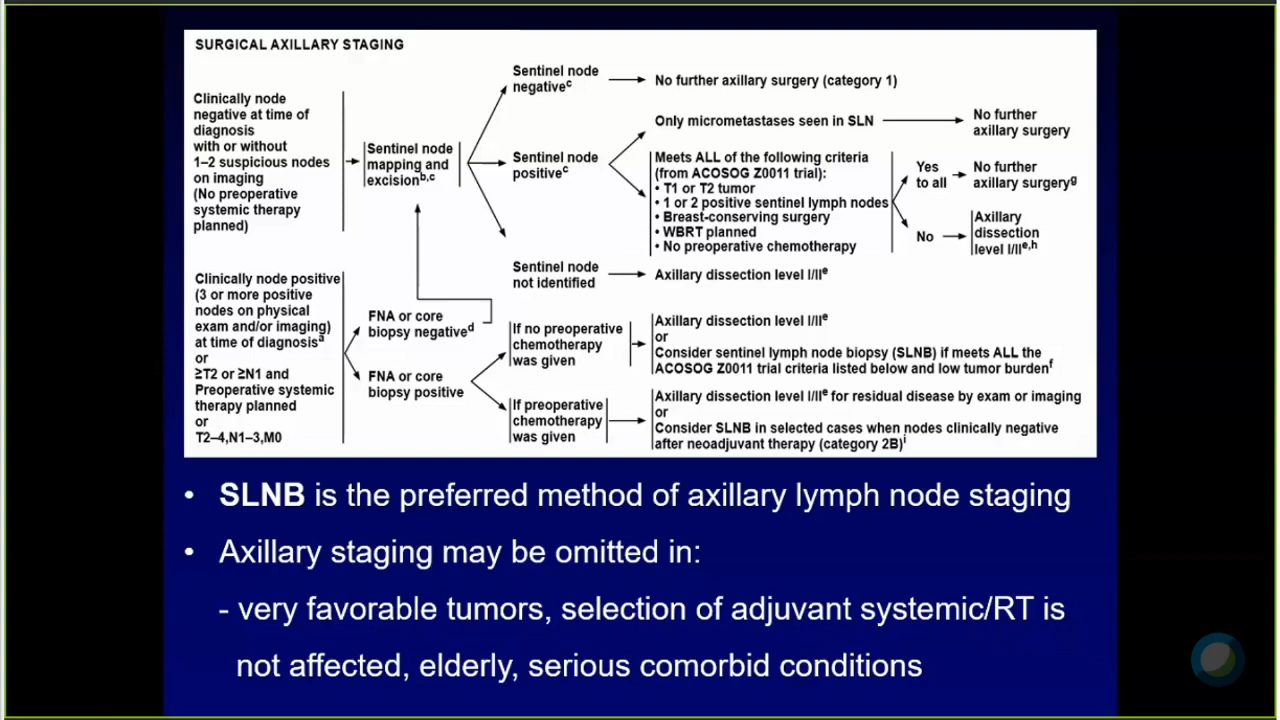 SURGICAL AXILLARY STAGING
Clinically node
negative at time of
diagnosis
with or without
1–2 suspicious nodes
on imaging
(No preoperative
systemic therapy
planned)
Sentinel node
mapping and
excisionb,c
Sentinel node
negativec
No further axillary surgery (category 1)
Sentinel node
positivec
Only micrometastases seen in SLN
No further
axillary surgery
Meets ALL of the following criteria
(from ACOSOG Z0011 trial):
• T1 or T2 tumor
• 1 or 2 positive sentinel lymph nodes
• Breast-conserving surgery
• WBRT planned
• No preoperative chemotherapy
Yes
to all
No further
axillary surgeryg
No
Axillary
dissection
level I/IIe,h
Sentinel node
not identified
Axillary dissection level I/IIe
Clinically node positive
(3 or more positive
nodes on physical
exam and/or imaging)
at time of diagnosisa
or
≥T2 or ≥N1 and
Preoperative systemic
therapy planned
or
T2–4,N1–3,M0
FNA or core
biopsy negatived
FNA or core
biopsy positive
If no preoperative
chemotherapy
was given
Axillary dissection level I/IIe
or
Consider sentinel lymph node biopsy (SLNB) if meets ALL the
ACOSOG Z0011 trial criteria listed below and low tumor burdenf
If preoperative
chemotherapy
was given
Axillary dissection level I/IIe for residual disease by exam or imaging
or
Consider SLNB in selected cases when nodes clinically negative
after neoadjuvant therapy (category 2B)i
• SLNB is the preferred method of axillary lymph node staging
• Axillary staging may be omitted in:
- very favorable tumors, selection of adjuvant systemic/RT is
not affected, elderly, serious comorbid conditions